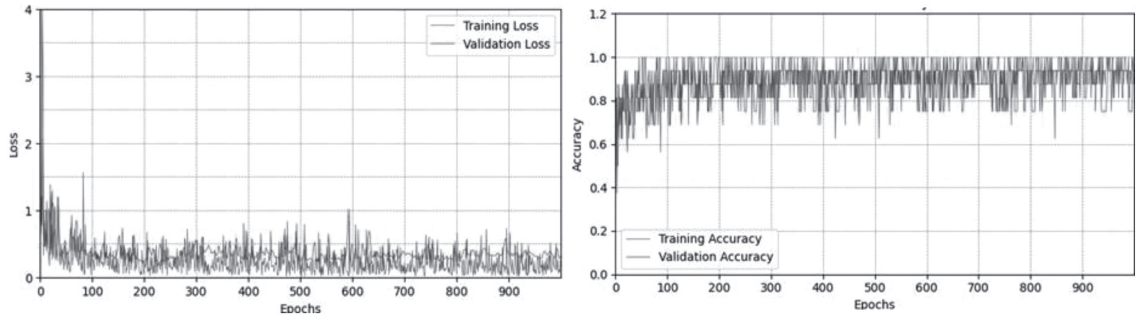 4
3
2
1
0
Loss
0 100 200 300 400 500 600 700 800 900
Epochs
Training Loss
Validation Loss
1.2
1.0
0.8
0.6
0.4
0.2
0.0
Accuracy
0 100 200 300 400 500 600 700 800 900
Epochs
Training Accuracy
Validation Accuracy